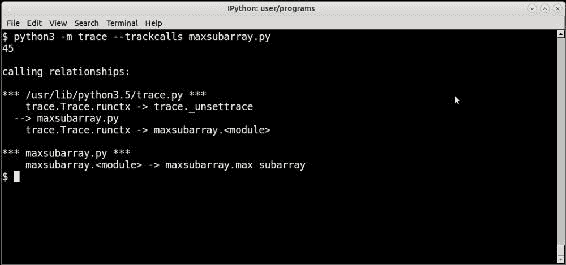 IPython: user/programs
File Edit View Search Terminal Help
$ python3 -m trace --trackcalls maxsubarray.py
45
calling relationships:
*** /usr/lib/python3.5/trace.py ***
trace.Trace.runctx -> trace._unsettrace
--> maxsubarray.py
trace.Trace.runctx -> maxsubarray.<module>
*** maxsubarray.py ***
maxsubarray.<module> -> maxsubarray.max subarray
$